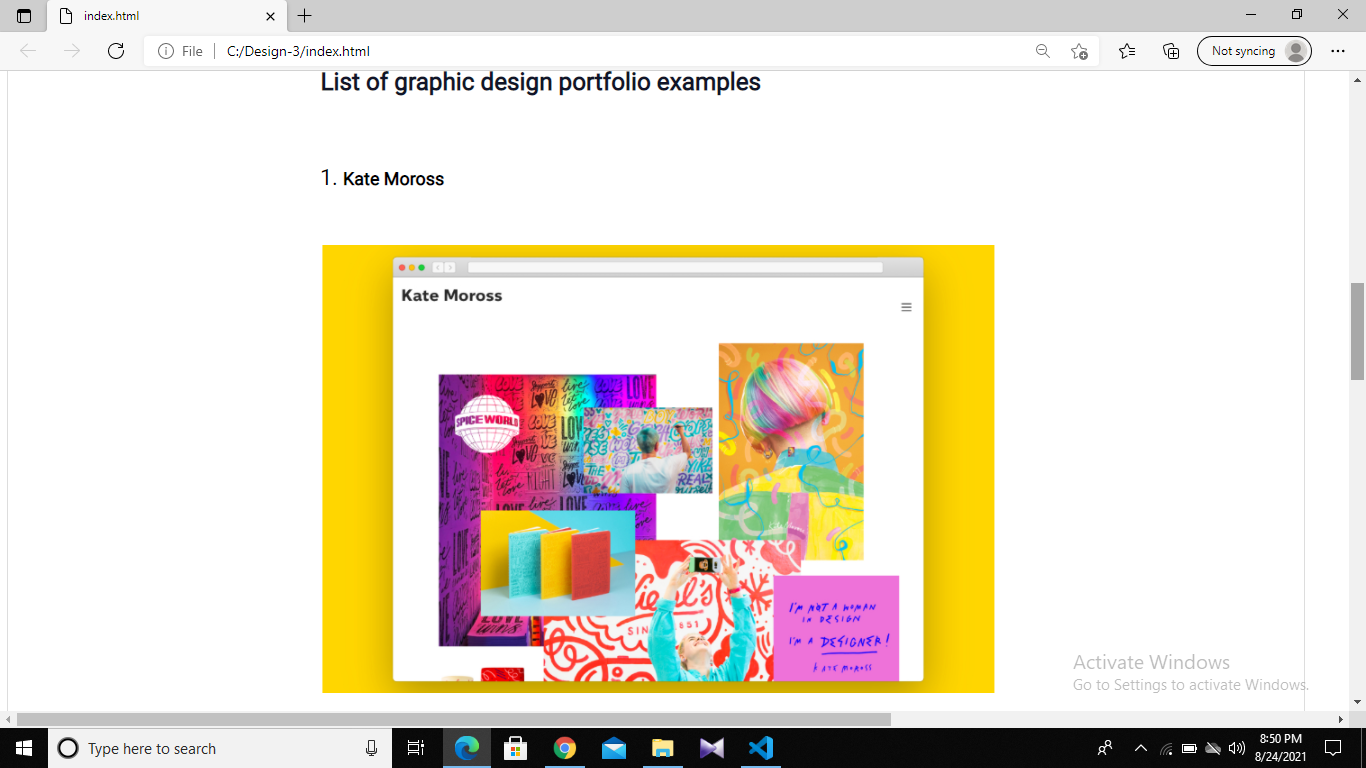 index.html
File
C:/Design-3/index.html
Not syncing
List of graphic design portfolio examples
1. Kate Moross
Kate Moross
SPICEWORLD
LOVE
I'M NOT A WOMAN
IN DESIGN
I'M A DESIGNER!
KATE MOROSS
Activate Windows
Go to Settings to activate Windows.
Type here to search
8:50 PM
8/24/2021